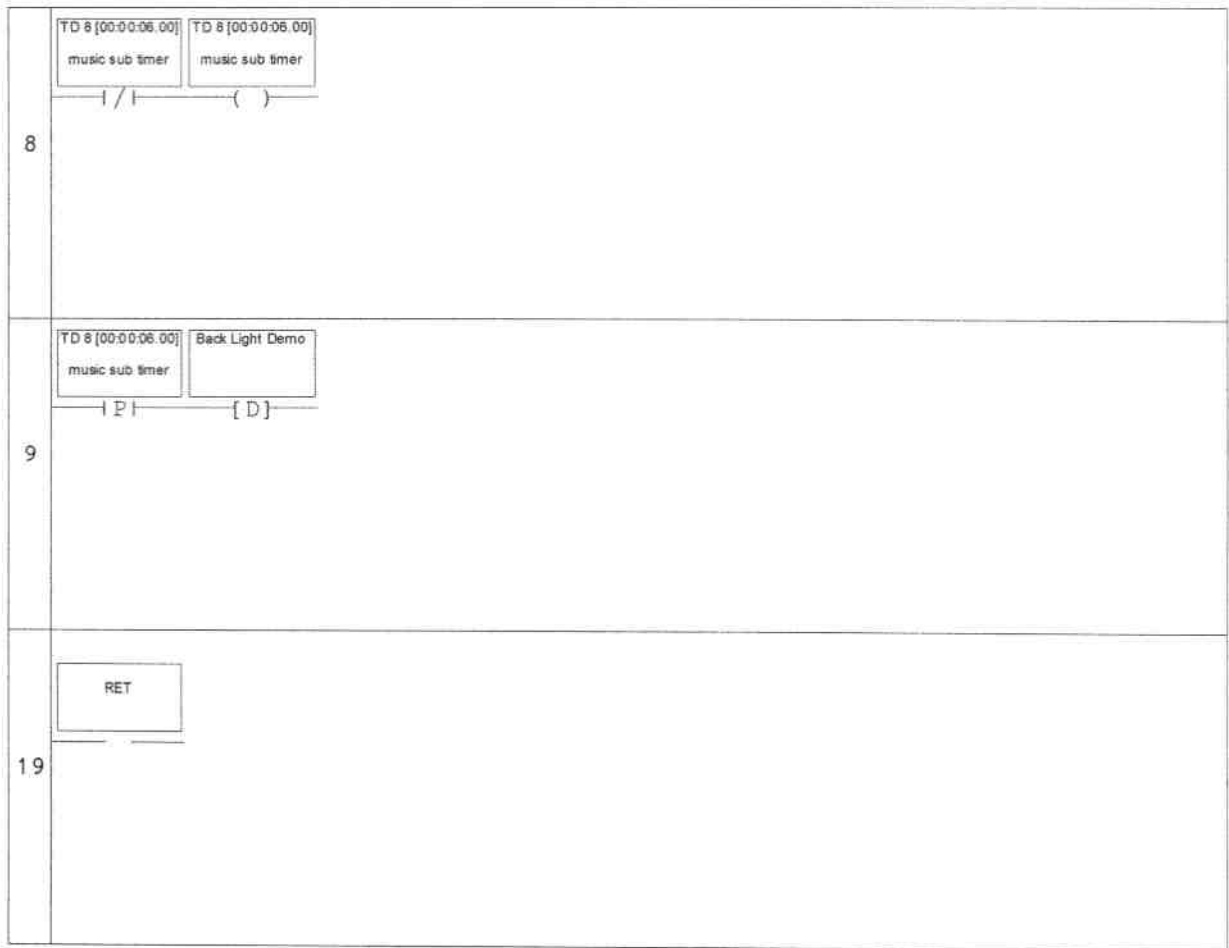 TD 8 [00:00:06.00] TD 8 [00:00:06.00]
music sub timer music sub timer
8
TD 8 [00:00:06.00] Back Light Demo
music sub timer
P D
9
RET
19